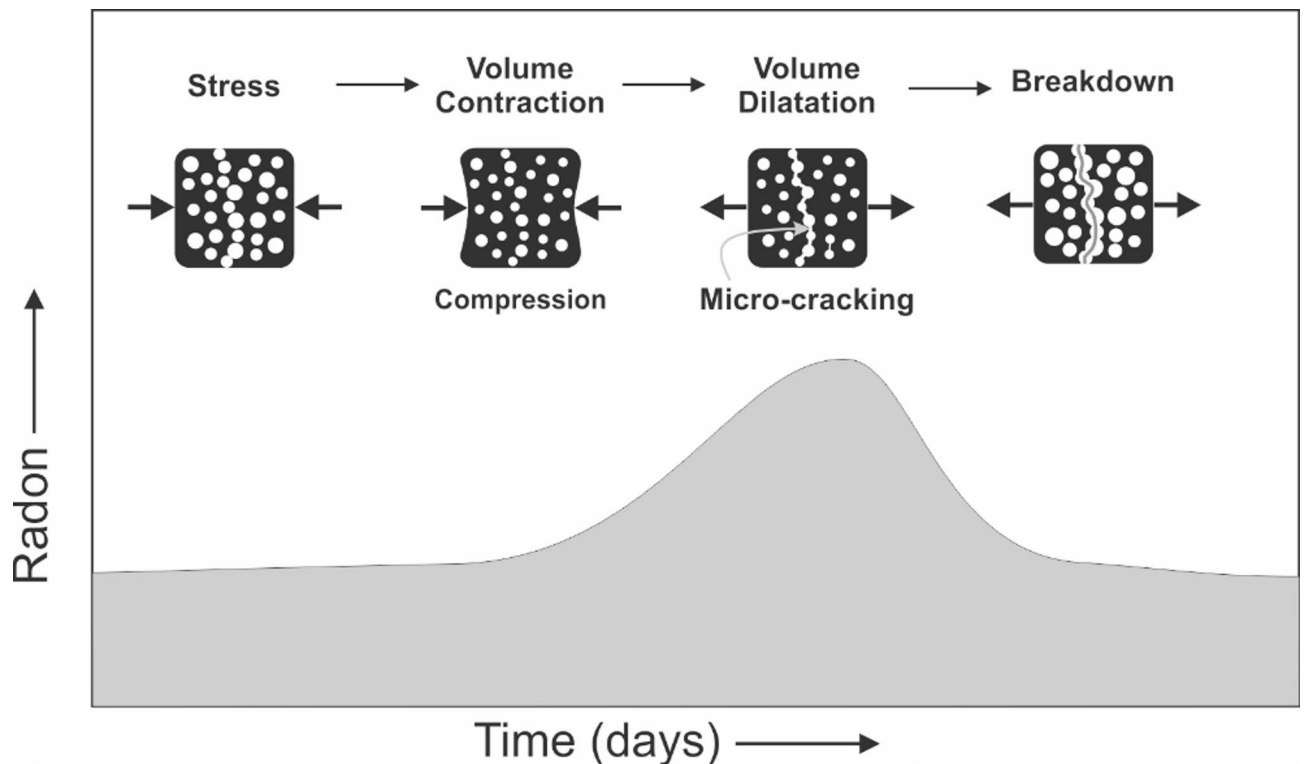 Stress
Volume
Contraction
Volume
Dilatation
Breakdown
Compression
Micro-cracking
Radon
Time (days)